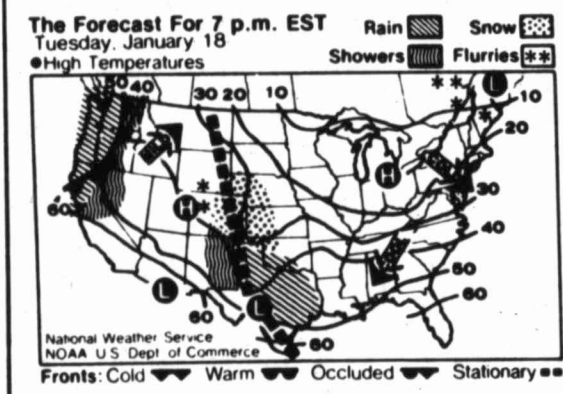 The Forecast For 7 p.m. EST
Tuesday, January 18
●High Temperatures
Rain
Snow
Showers
Flurries
50 40 30 20 10
L
10
20
H
30
60
H
40
50
L
L
60
60
60
National Weather Service
NOAA U S Dept of Commerce
Fronts: Cold Warm Occluded Stationary